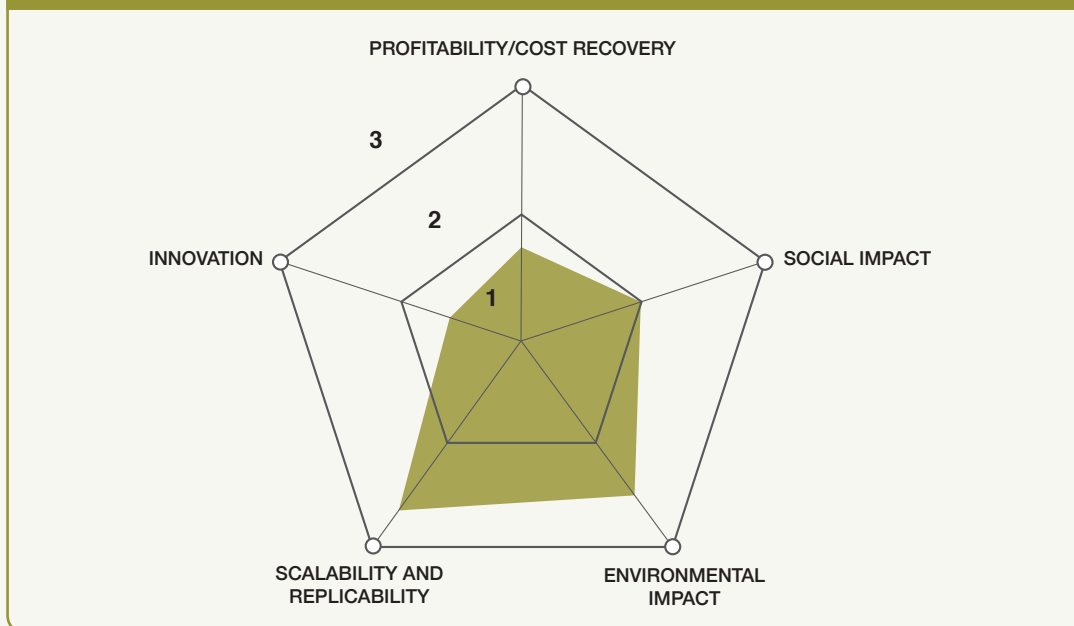 PROFITABILITY/COST RECOVERY
3
2
INNOVATION
SOCIAL IMPACT
1
SCALABILITY AND
REPLICABILITY
ENVIRONMENTAL
IMPACT